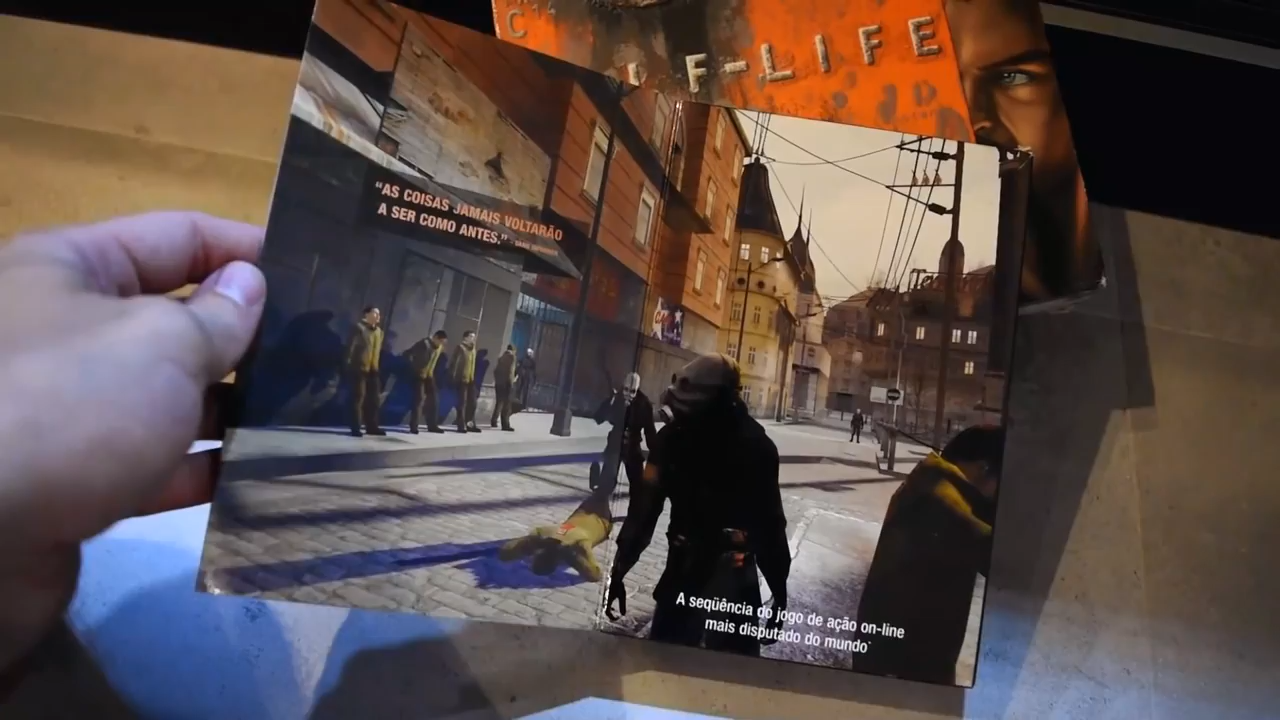 F-LIFE
“AS COISAS JAMAIS VOLTARÃO
A SER COMO ANTES.”
A seqüência do jogo de ação on-line
mais disputado do mundo